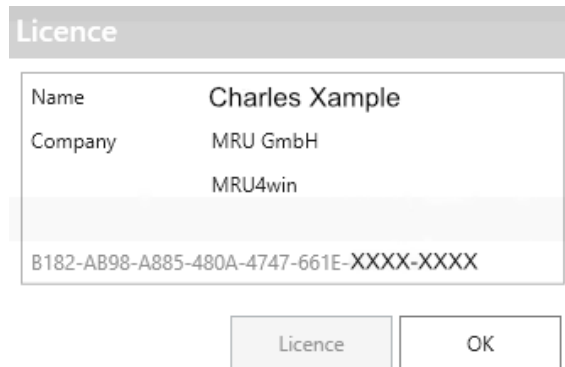 Licence
Name Charles Xample
Company MRU GmbH
MRU4win
B182-AB98-A885-480A-4747-661E-XXXX-XXXX
Licence OK